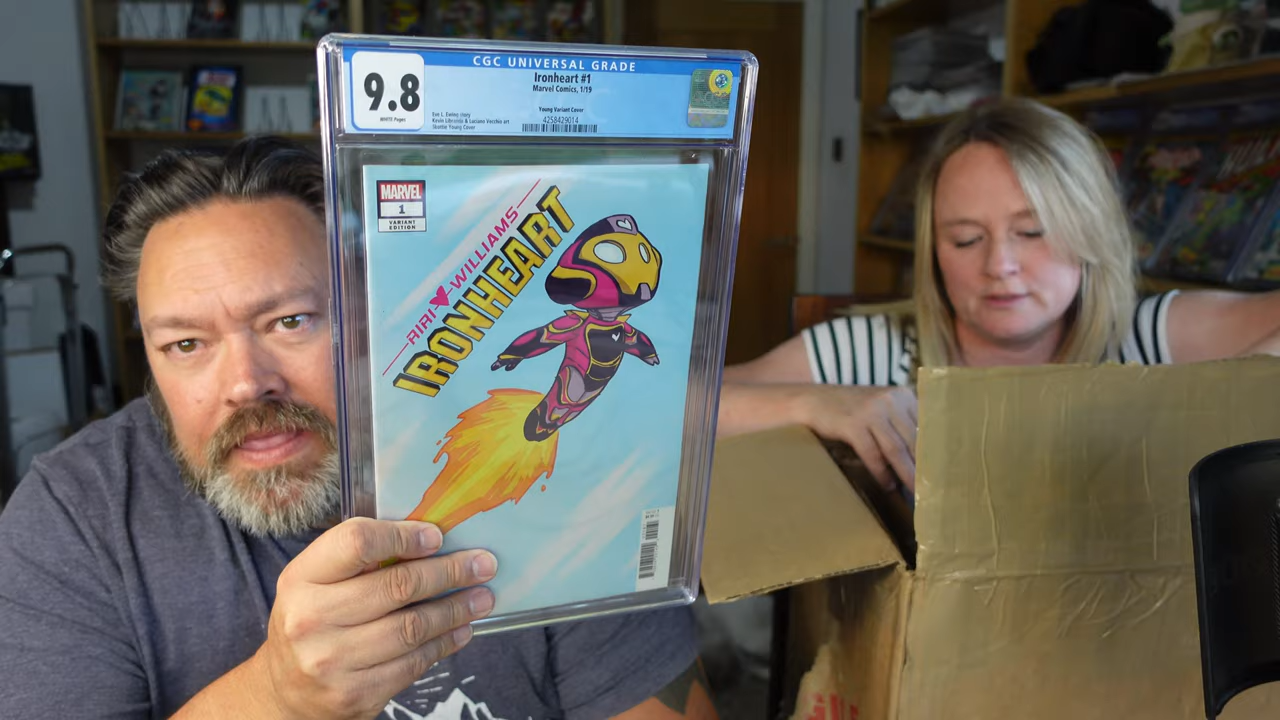 CGC UNIVERSAL GRADE
9.8
WHITE Pages
Ironheart #1
Marvel Comics, 1/19
Young Variant Cover
Eve L. Ewing story
Kevin Libranda & Luciano Vecchio art
Skottie Young Cover
4258429014
MARVEL
1
VARIANT
EDITION
RIRI WILLIAMS
IRONHEART